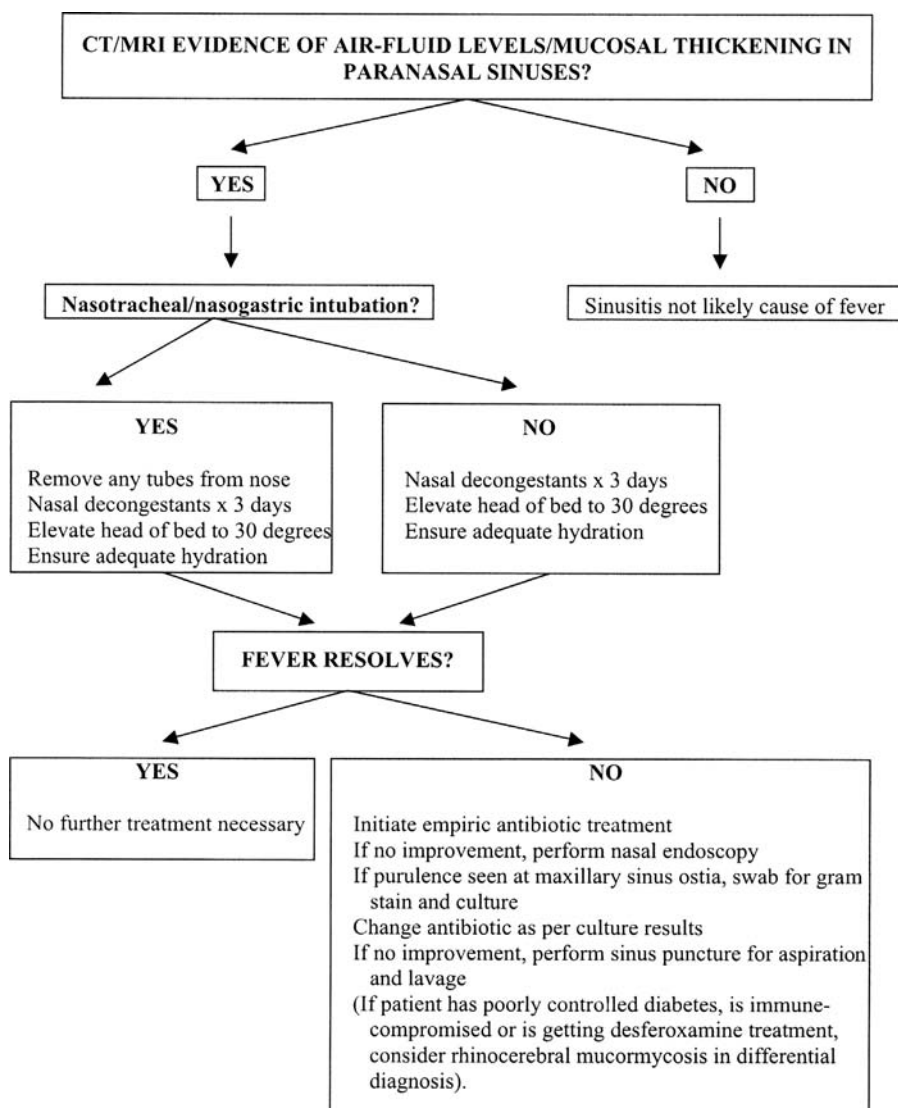 CT/MRI EVIDENCE OF AIR-FLUID LEVELS/MUCOSAL THICKENING IN
PARANASAL SINUSES?
YES
NO
Nasotracheal/nasogastric intubation?
Sinusitis not likely cause of fever
YES
Remove any tubes from nose
Nasal decongestants x 3 days
Elevate head of bed to 30 degrees
Ensure adequate hydration
NO
Nasal decongestants x 3 days
Elevate head of bed to 30 degrees
Ensure adequate hydration
FEVER RESOLVES?
YES
No further treatment necessary
NO
Initiate empiric antibiotic treatment
If no improvement, perform nasal endoscopy
If purulence seen at maxillary sinus ostia, swab for gram
stain and culture
Change antibiotic as per culture results
If no improvement, perform sinus puncture for aspiration
and lavage
(If patient has poorly controlled diabetes, is immune-
compromised or is getting desferoxamine treatment,
consider rhinocerebral mucormycosis in differential
diagnosis).